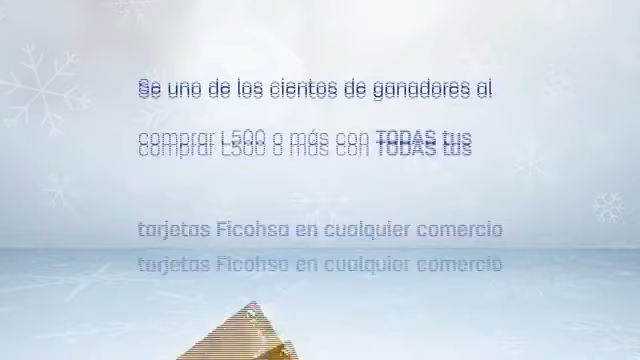 Se uno de los cientos de ganadores al
comprar L500 o más con TODAS tus
tarjetas Ficohsa en cualquier comercio